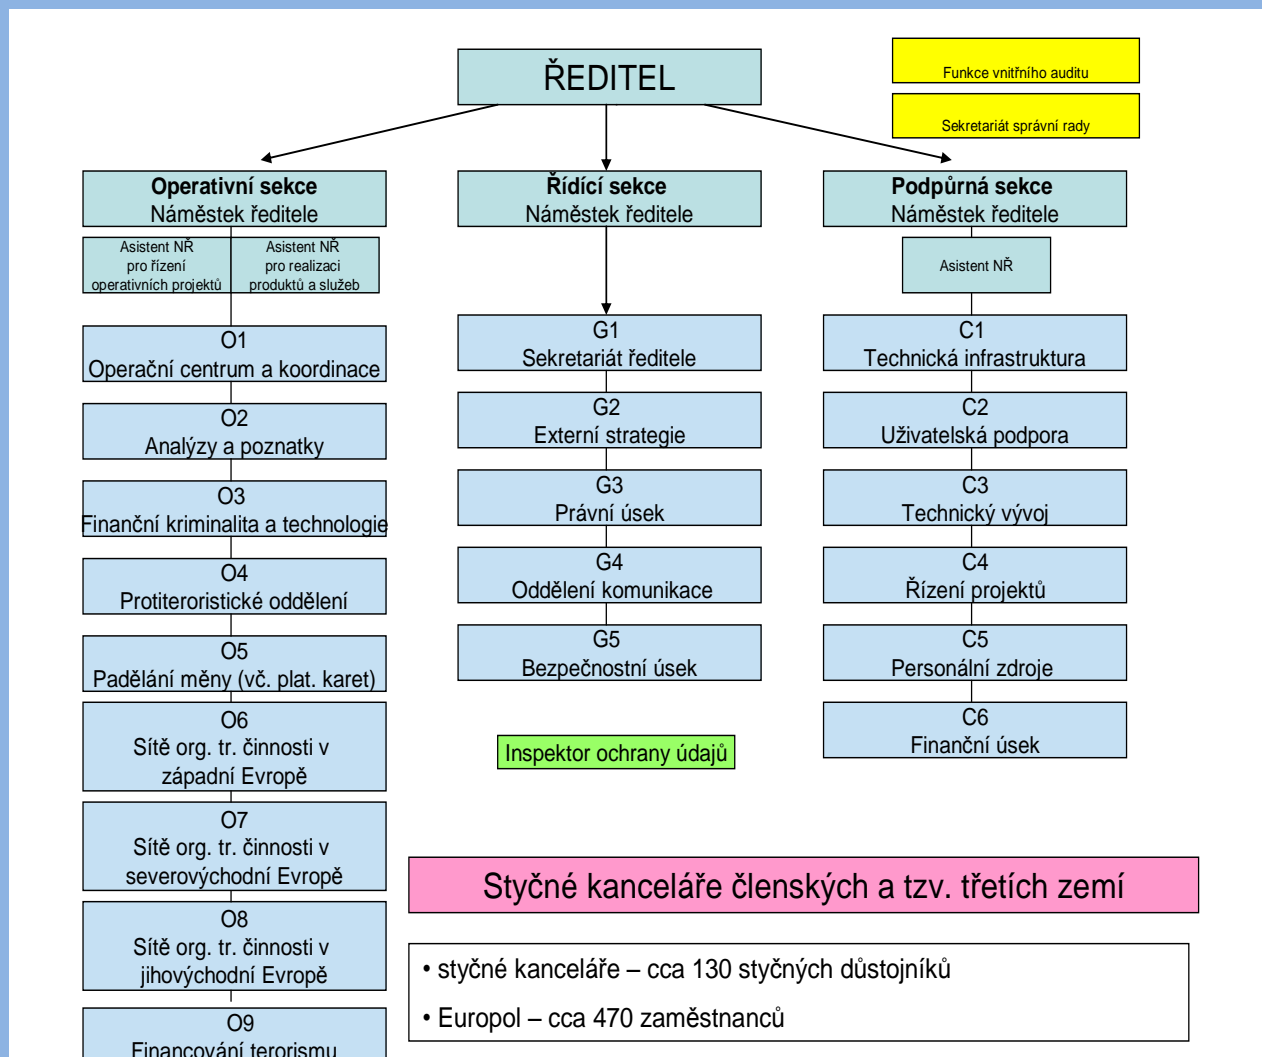 ŘEDITEL
Funkce vnitřního auditu
Sekretariát správní rady
Operativní sekce
Náměstek ředitele
Asistent NŘ
pro řízení
operativních projektů
Asistent NŘ
pro realizaci
produktů a služeb
O1
Operační centrum a koordinace
O2
Analýzy a poznatky
O3
Finanční kriminalita a technologie
O4
Protiteroristické oddělení
O5
Padělání měny (vč. plat. karet)
O6
Sítě org. tr. činnosti v
západní Evropě
O7
Sítě org. tr. činnosti v
severovýchodní Evropě
O8
Sítě org. tr. činnosti v
jihovýchodní Evropě
O9
Financování terorismu
Řídící sekce
Náměstek ředitele
G1
Sekretariát ředitele
G2
Externí strategie
G3
Právní úsek
G4
Oddělení komunikace
G5
Bezpečnostní úsek
Inspektor ochrany údajů
Podpůrná sekce
Náměstek ředitele
Asistent NŘ
C1
Technická infrastruktura
C2
Uživatelská podpora
C3
Technický vývoj
C4
Řízení projektů
C5
Personální zdroje
C6
Finanční úsek
Styčné kanceláře členských a tzv. třetích zemí
• styčné kanceláře – cca 130 styčných důstojníků
• Europol – cca 470 zaměstnanců